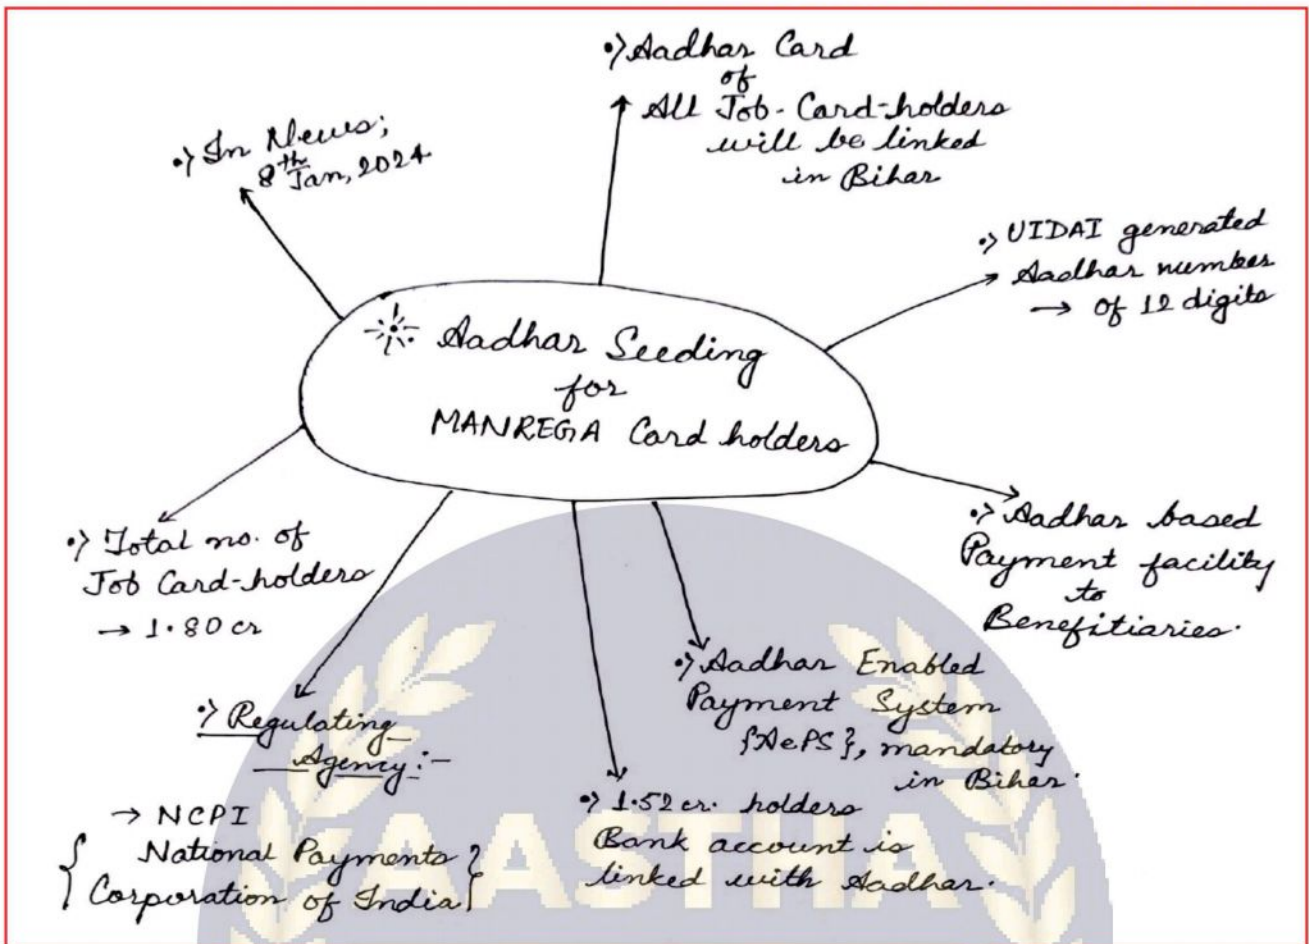 •) In News;
8th Jan, 2024
•) Aadhar Card
of
All Job-Card-holders
will be linked
in Bihar
•) UIDAI generated
Aadhar number
→ of 12 digits
Aadhar Seeding
for
MANREGA Card holders
•) Total no. of
Job Card-holders
→ 1.80 cr
•) Aadhar based
Payment facility
to
Benefitiaries.
•) Regulating
Agency:-
→ NCPI
{ National Payments }
Corporation of India
•) 1.52 cr. holders
Bank account is
linked with Aadhar.
•) Aadhar Enabled
Payment System
{AePS}, mandatory
in Bihar.
AASTHA